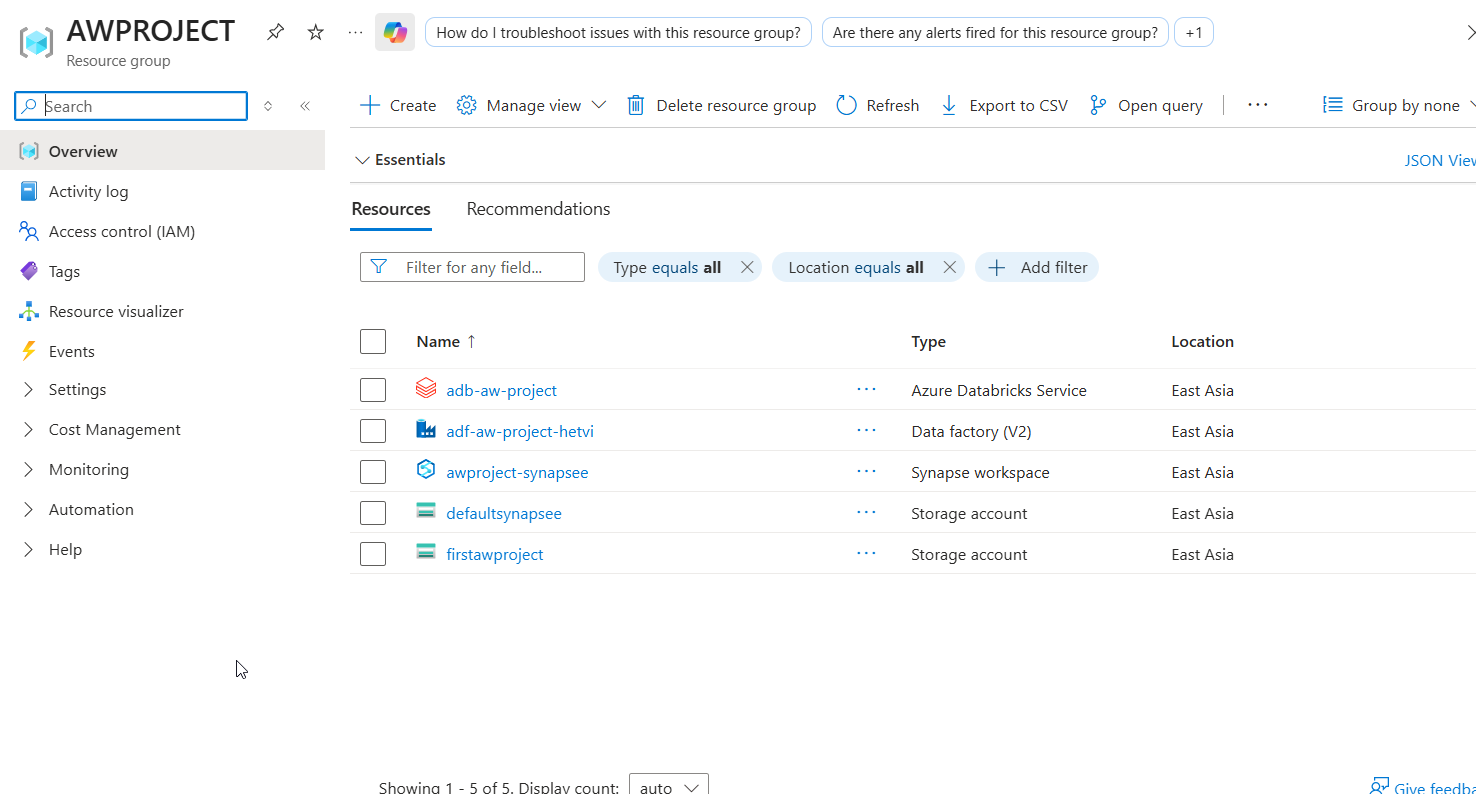 AWPROJECT
Resource group
How do I troubleshoot issues with this resource group?
Are there any alerts fired for this resource group?
+1
Search
Create
Manage view
Delete resource group
Refresh
Export to CSV
Open query
Group by none
Overview
Activity log
Access control (IAM)
Tags
Resource visualizer
Events
Settings
Cost Management
Monitoring
Automation
Help
Essentials
JSON View
Resources Recommendations
Filter for any field...
Type equals all
Location equals all
Add filter
Name ↑ Type Location
adb-aw-project ... Azure Databricks Service East Asia
adf-aw-project-hetvi ... Data factory (V2) East Asia
awproject-synapsee ... Synapse workspace East Asia
defaultsynapsee ... Storage account East Asia
firstawproject ... Storage account East Asia
Showing 1 - 5 of 5. Display count: auto
Give feedba